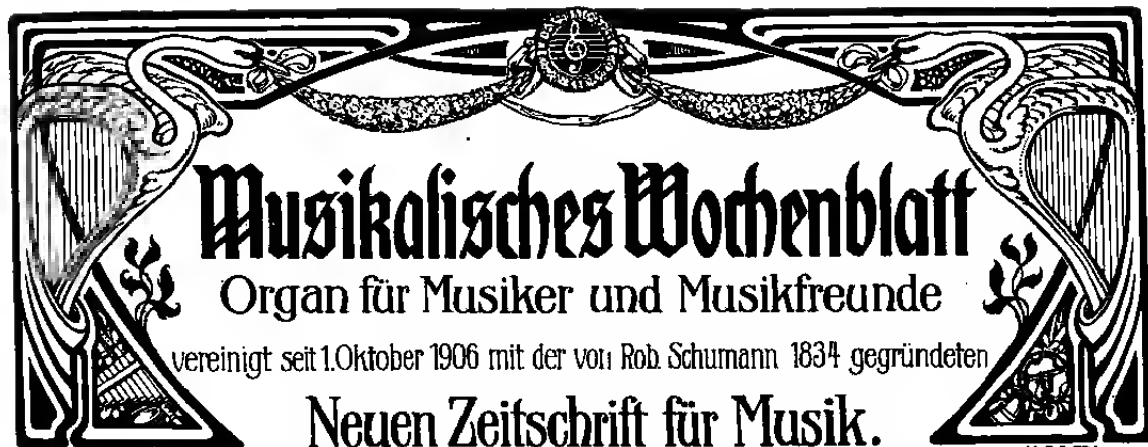 Musikalisches Wochenblatt
Organ für Musiker und Musikfreunde
vereinigt seit 1. Oktober 1906 mit der von Rob. Schumann 1834 gegründeten
Neuen Zeitschrift für Musik.